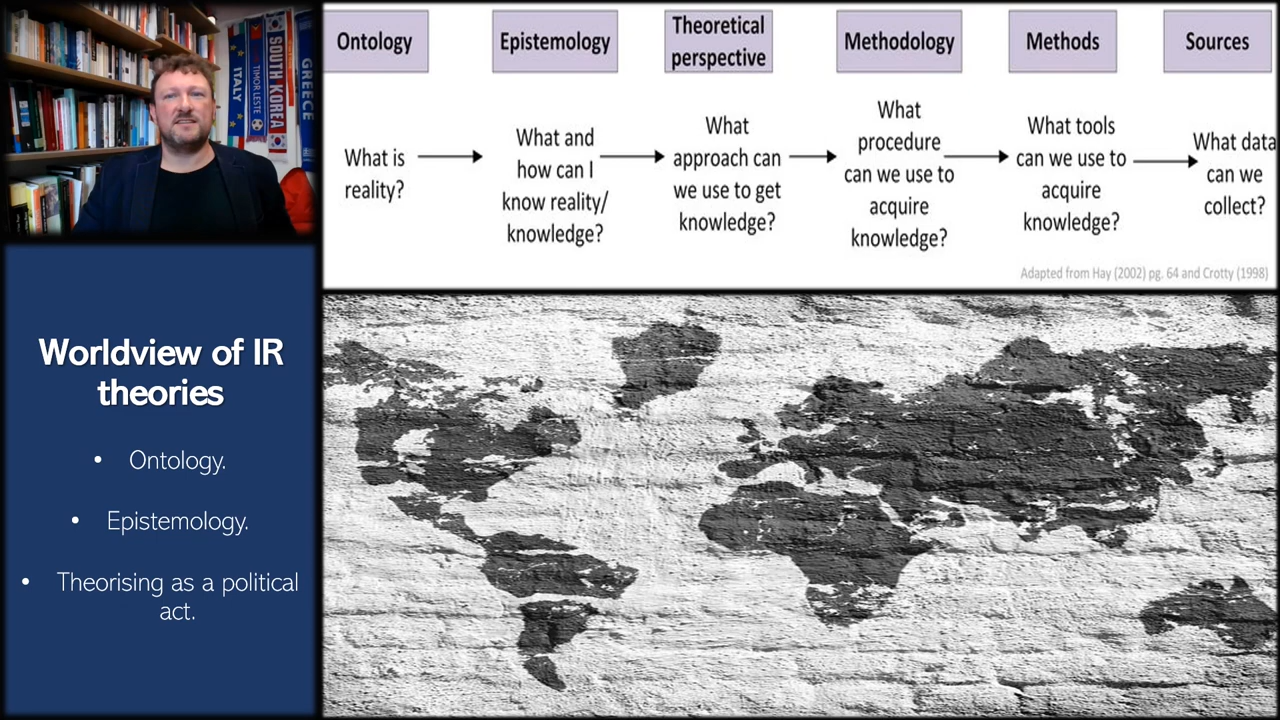 ITALY
TIMOR LESTE
SOUTH KOREA
GREECE
Ontology
Epistemology
Theoretical
perspective
Methodology
Methods
Sources
What is
reality?
What and
how can I
know reality/
knowledge?
What
approach can
we use to get
knowledge?
What
procedure
can we use to
acquire
knowledge?
What tools
can we use to
acquire
knowledge?
What data
can we
collect?
Adapted from Hay (2002) pg. 64 and Crotty (1998)
Worldview of IR
theories
• Ontology.
• Epistemology.
• Theorising as a political
act.